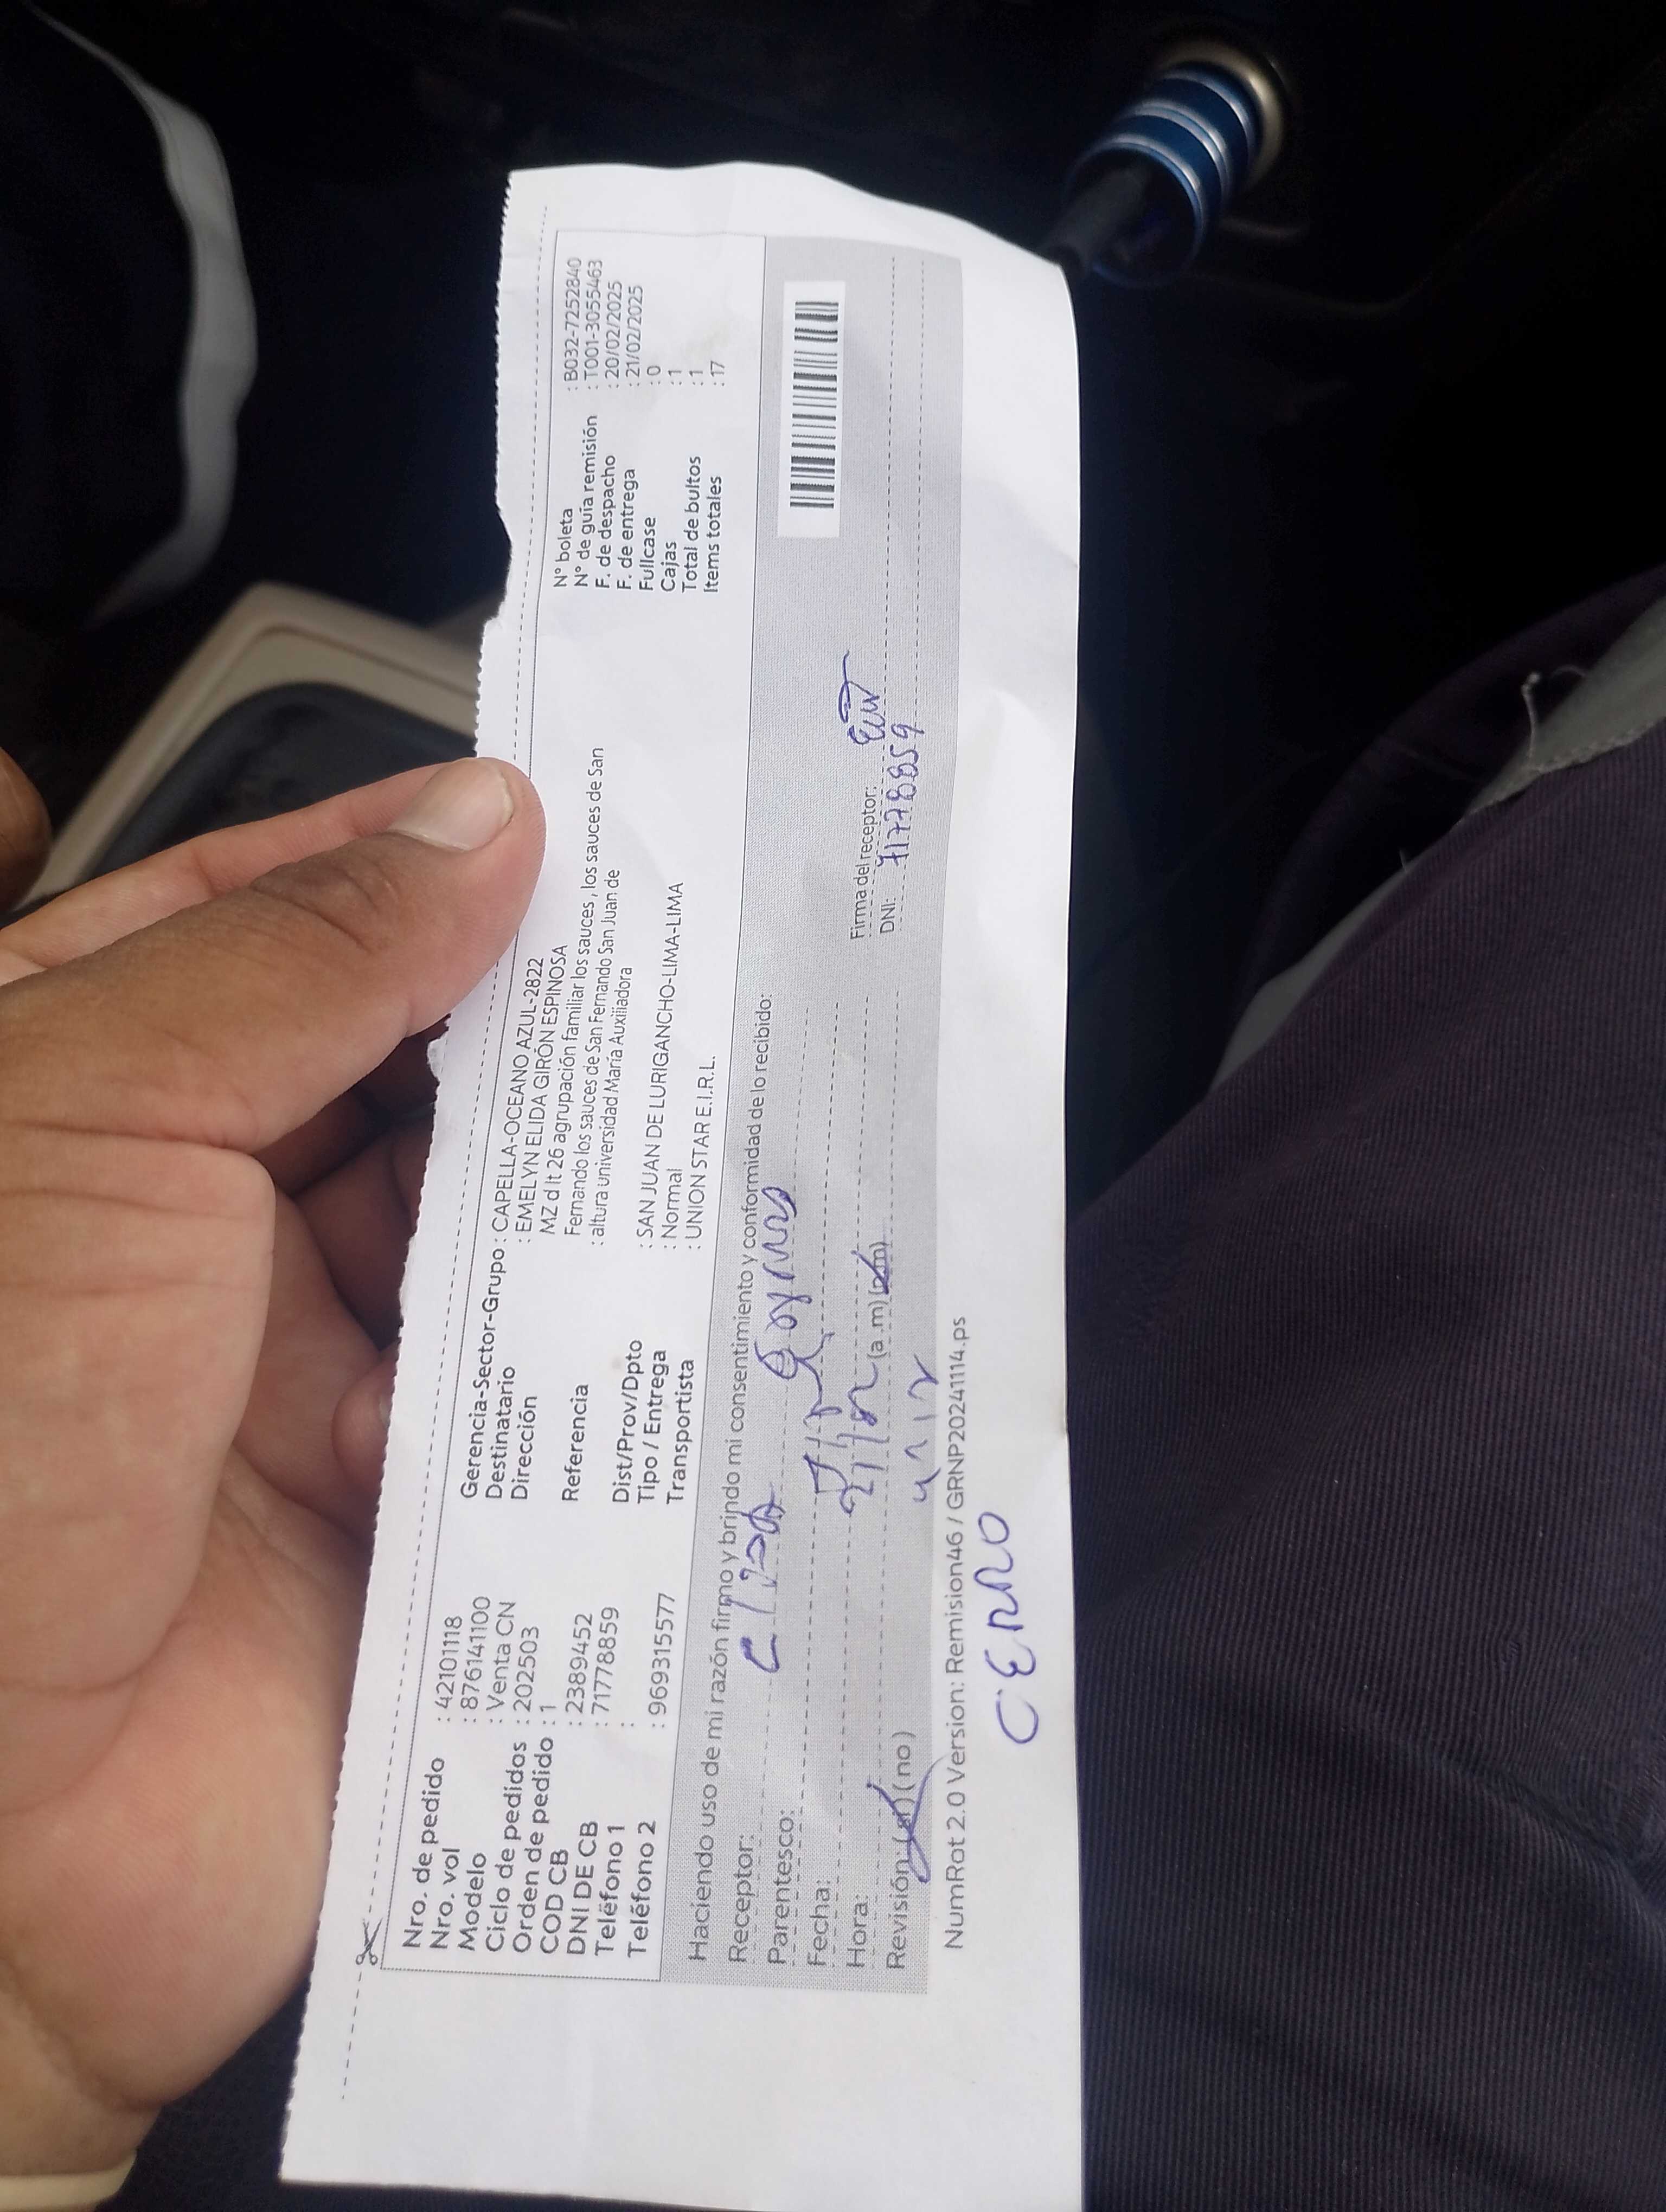 Nro. de pedido : 42101118
Nro. vol : 876141100
Modelo : Venta CN
Ciclo de pedidos : 202503
Orden de pedido : 1
COD CB : 2389452
DNI DE CB : 71778859
Teléfono 1 :
Teléfono 2 : 969315577
Gerencia-Sector-Grupo : CAPELLA-OCEANO AZUL-2822
Destinatario : EMELYN ELIDA GIRÓN ESPINOSA
Dirección MZ d lt 26 agrupación familiar los sauces , los sauces de San
Fernando los sauces de San Fernando San Juan de
Referencia : altura universidad María Auxiliadora
Dist/Prov/Dpto : SAN JUAN DE LURIGANCHO-LIMA-LIMA
Tipo / Entrega : Normal
Transportista : UNION STAR E.I.R.L.
N° boleta : B032-7252840
N° de guía remisión : T001-3055463
F. de despacho : 20/02/2025
F. de entrega : 21/02/2025
Fullcase : 0
Cajas : 1
Total de bultos : 1
Items totales : 17
Haciendo uso de mi razón firmo y brindo mi consentimiento y conformidad de lo recibido:
Receptor:
Parentesco:
Fecha:
Hora: (a.m) (p.m)
Revisión (si) (no)
Firma del receptor:
DNI: 71778859
NumRot 2.0 Version: Remision46 / GRNP20241114.ps
CERRO